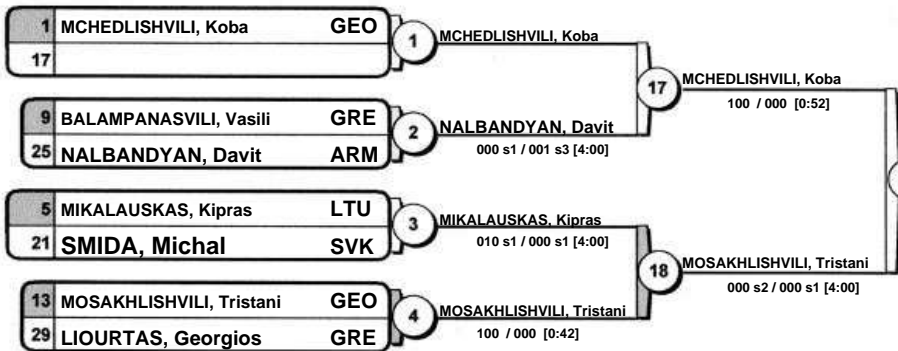 1 MCHEDLISHVILI, Koba GEO
17
1 MCHEDLISHVILI, Koba
9 BALAMPANASVILI, Vasili GRE
25 NALBANDYAN, Davit ARM
2 NALBANDYAN, Davit
000 s1 / 001 s3 [4:00]
17 MCHEDLISHVILI, Koba
100 / 000 [0:52]
5 MIKALAUSKAS, Kipras LTU
21 SMIDA, Michal SVK
3 MIKALAUSKAS, Kipras
010 s1 / 000 s1 [4:00]
13 MOSAKHLISHVILI, Tristani GEO
29 LIOURTAS, Georgios GRE
4 MOSAKHLISHVILI, Tristani
100 / 000 [0:42]
18 MOSAKHLISHVILI, Tristani
000 s2 / 000 s1 [4:00]